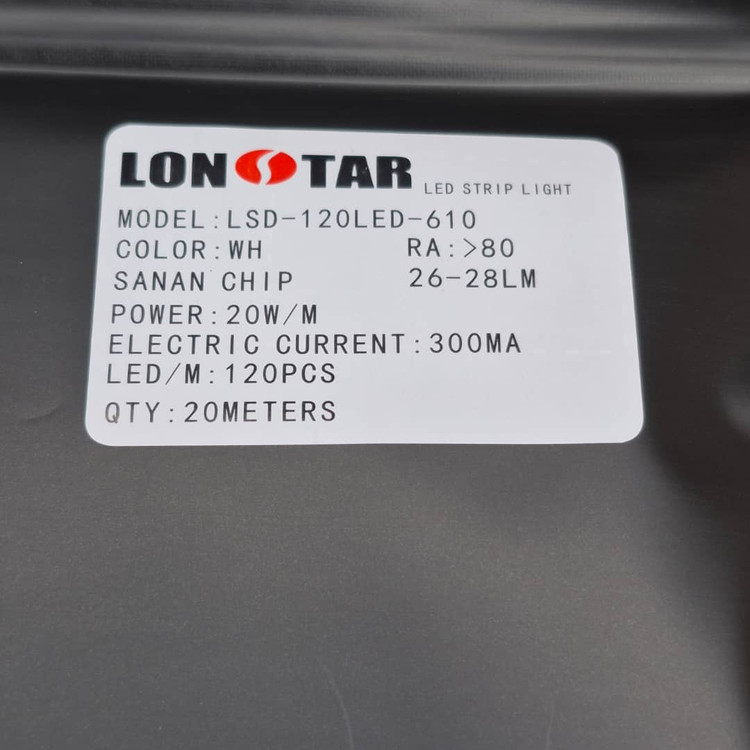 LONSTAR LED STRIP LIGHT
MODEL:LSD-120LED-610
COLOR:WH RA:>80
SANAN CHIP 26-28LM
POWER:20W/M
ELECTRIC CURRENT:300MA
LED/M:120PCS
QTY:20METERS